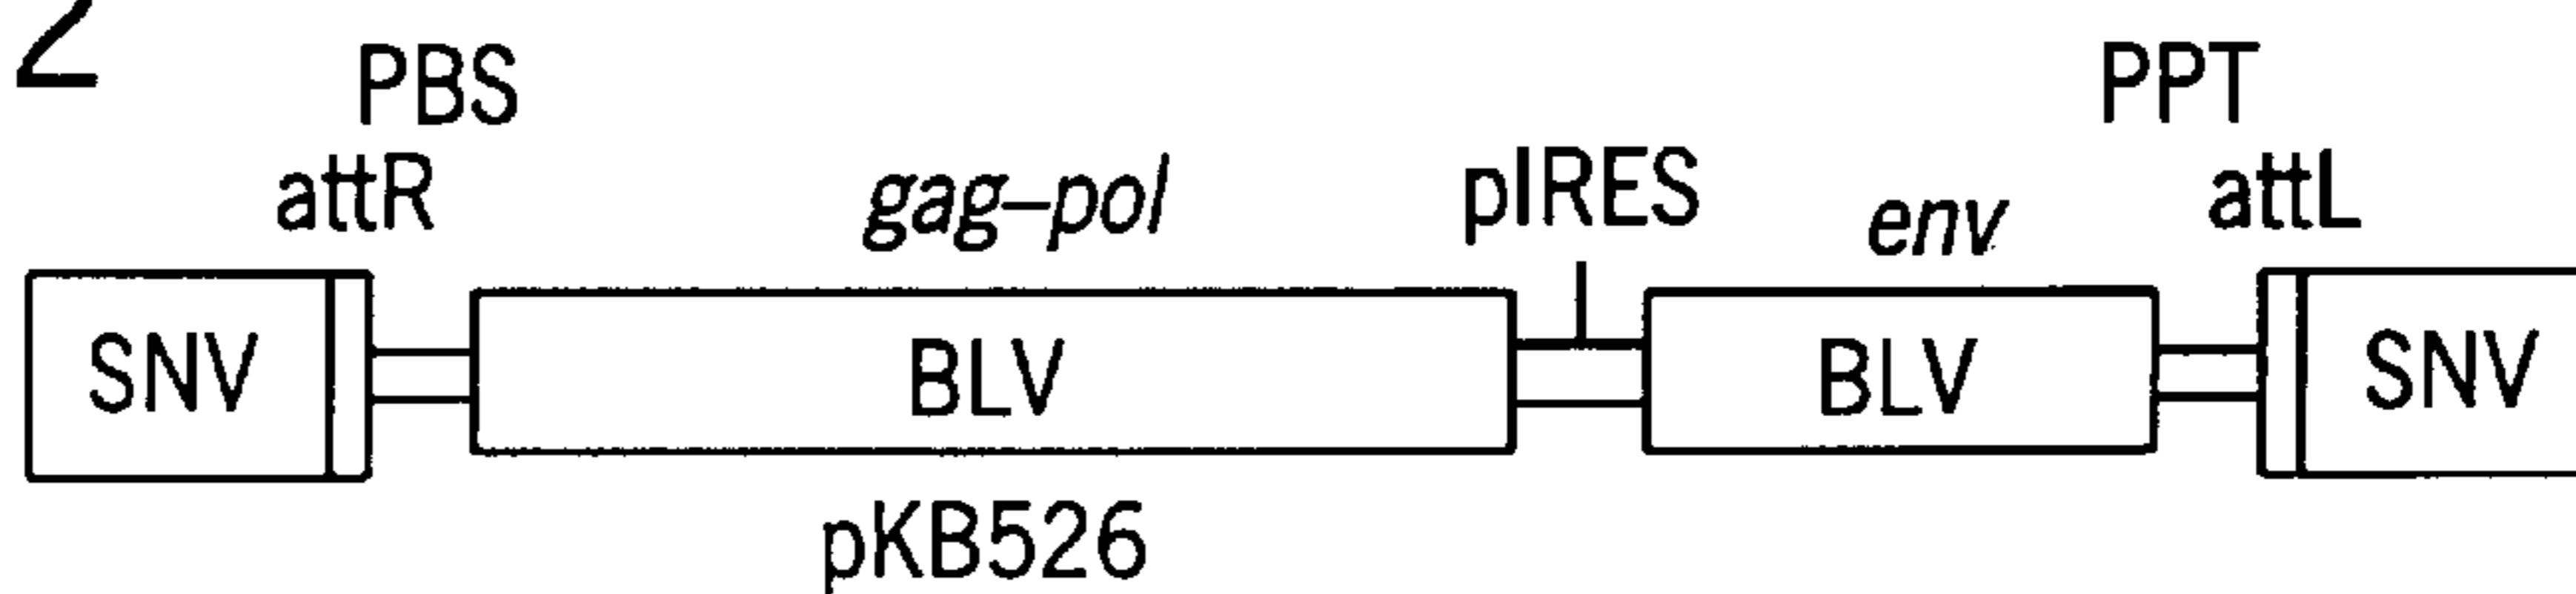 2
PBS PPT
attR gag–pol pIRES env attL
SNV BLV BLV SNV
pKB526